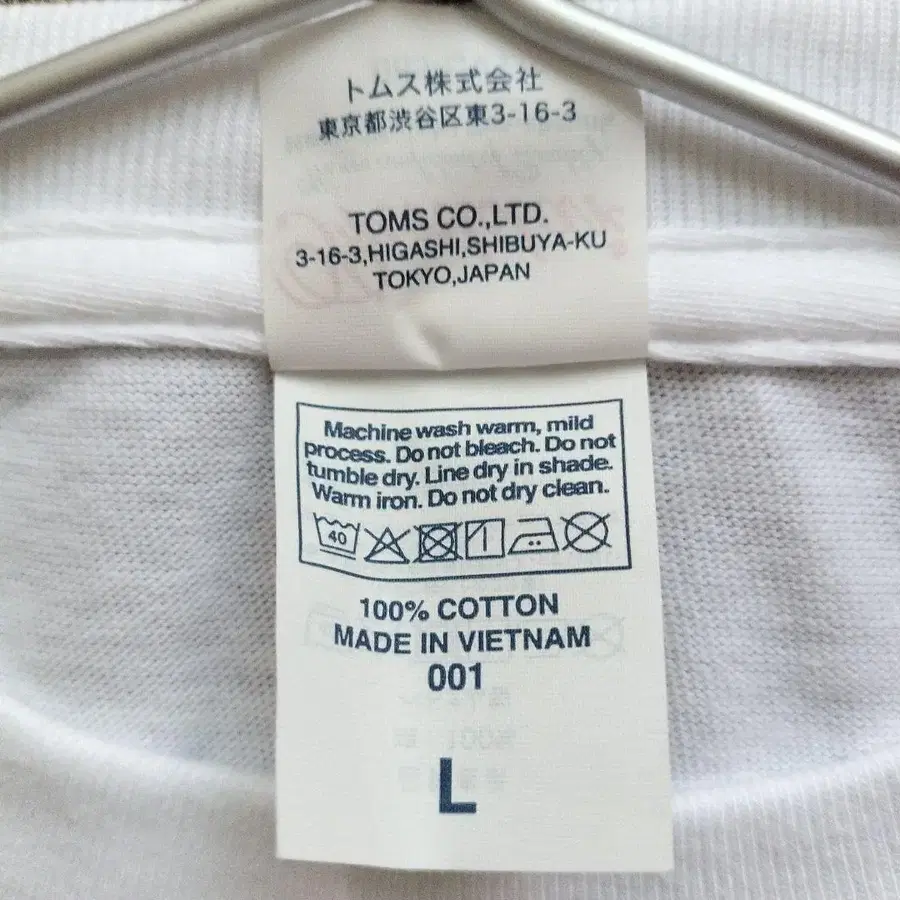 トムス株式会社
東京都渋谷区東3-16-3
TOMS CO.,LTD.
3-16-3,HIGASHI,SHIBUYA-KU
TOKYO,JAPAN
Machine wash warm, mild
process. Do not bleach. Do not
tumble dry. Line dry in shade.
Warm iron. Do not dry clean.
40
100% COTTON
MADE IN VIETNAM
001
L